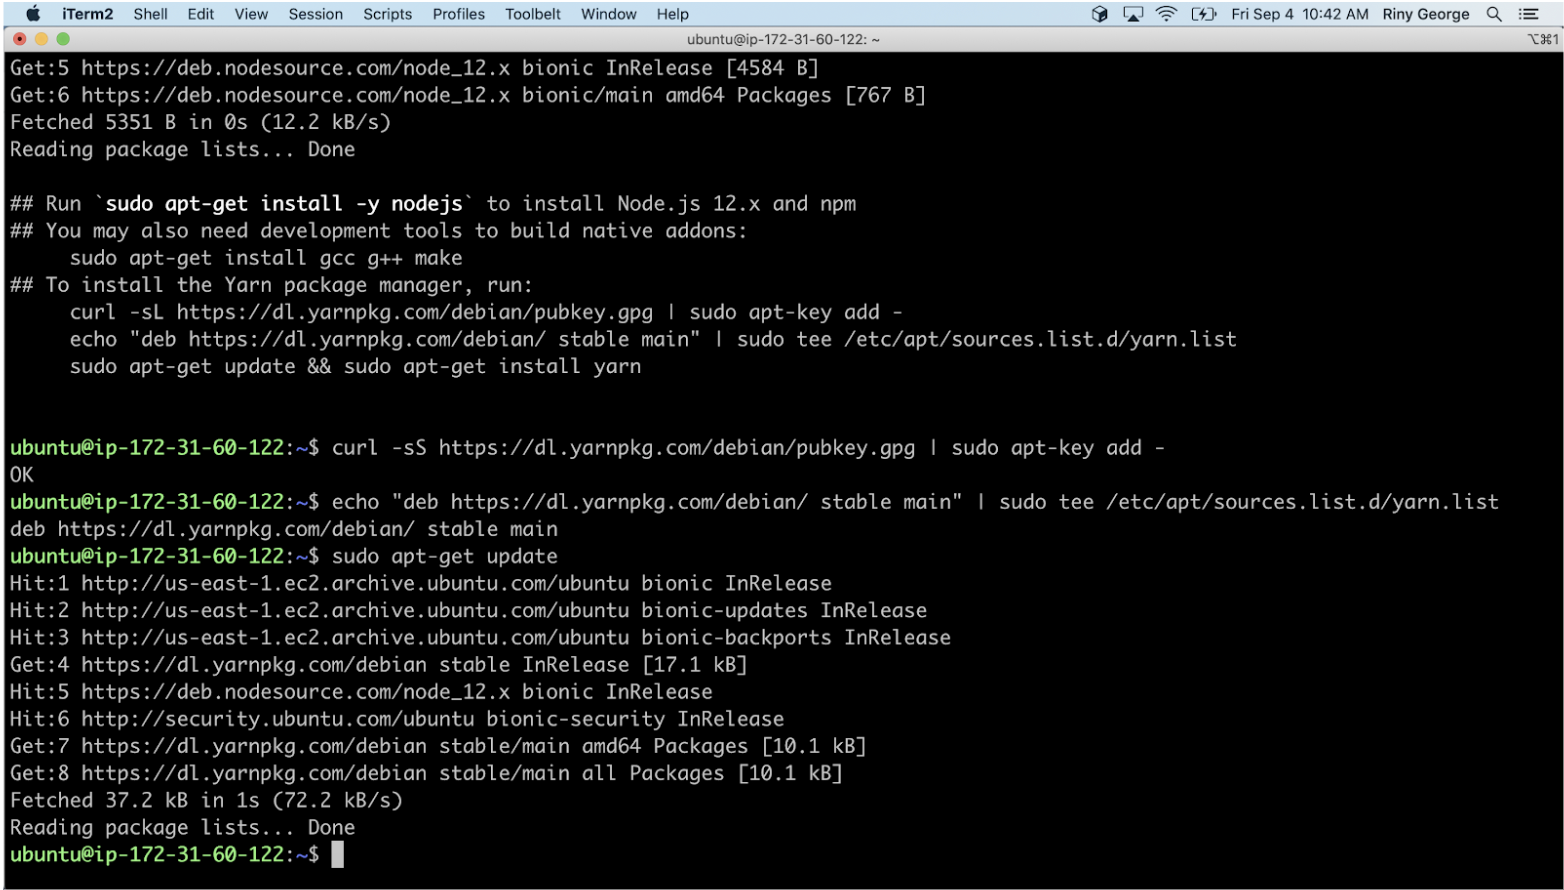 iTerm2 Shell Edit View Session Scripts Profiles Toolbelt Window Help Fri Sep 4 10:42 AM Riny George
ubuntu@ip-172-31-60-122: ~ ⌥⌘1
Get:5 https://deb.nodesource.com/node_12.x bionic InRelease [4584 B]
Get:6 https://deb.nodesource.com/node_12.x bionic/main amd64 Packages [767 B]
Fetched 5351 B in 0s (12.2 kB/s)
Reading package lists... Done
## Run `sudo apt-get install -y nodejs` to install Node.js 12.x and npm
## You may also need development tools to build native addons:
     sudo apt-get install gcc g++ make
## To install the Yarn package manager, run:
     curl -sL https://dl.yarnpkg.com/debian/pubkey.gpg | sudo apt-key add -
     echo "deb https://dl.yarnpkg.com/debian/ stable main" | sudo tee /etc/apt/sources.list.d/yarn.list
     sudo apt-get update && sudo apt-get install yarn
ubuntu@ip-172-31-60-122:~$ curl -sS https://dl.yarnpkg.com/debian/pubkey.gpg | sudo apt-key add -
OK
ubuntu@ip-172-31-60-122:~$ echo "deb https://dl.yarnpkg.com/debian/ stable main" | sudo tee /etc/apt/sources.list.d/yarn.list
deb https://dl.yarnpkg.com/debian/ stable main
ubuntu@ip-172-31-60-122:~$ sudo apt-get update
Hit:1 http://us-east-1.ec2.archive.ubuntu.com/ubuntu bionic InRelease
Hit:2 http://us-east-1.ec2.archive.ubuntu.com/ubuntu bionic-updates InRelease
Hit:3 http://us-east-1.ec2.archive.ubuntu.com/ubuntu bionic-backports InRelease
Get:4 https://dl.yarnpkg.com/debian stable InRelease [17.1 kB]
Hit:5 https://deb.nodesource.com/node_12.x bionic InRelease
Hit:6 http://security.ubuntu.com/ubuntu bionic-security InRelease
Get:7 https://dl.yarnpkg.com/debian stable/main amd64 Packages [10.1 kB]
Get:8 https://dl.yarnpkg.com/debian stable/main all Packages [10.1 kB]
Fetched 37.2 kB in 1s (72.2 kB/s)
Reading package lists... Done
ubuntu@ip-172-31-60-122:~$